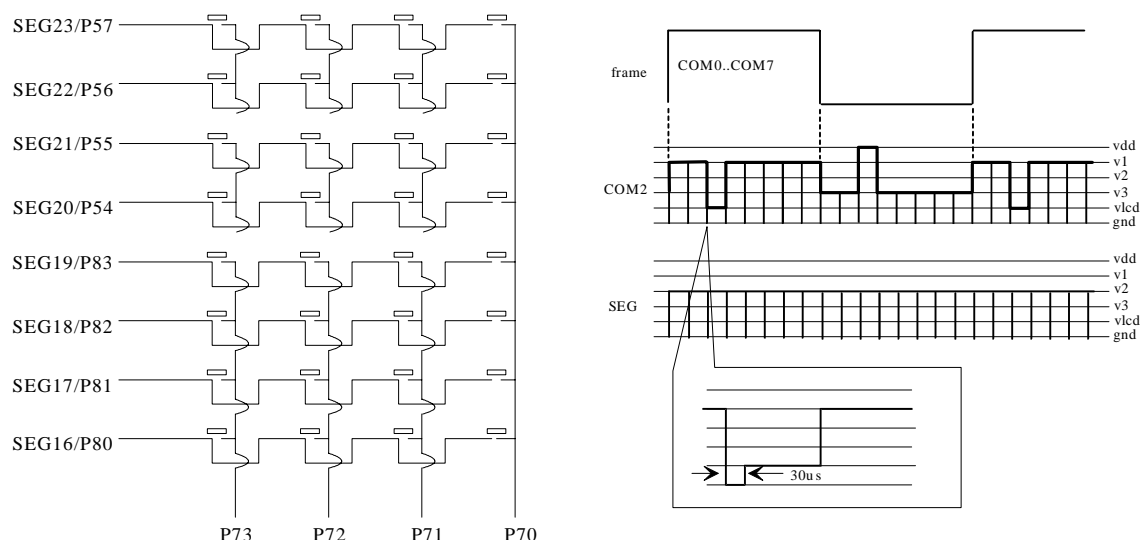 SEG23/P57
SEG22/P56
SEG21/P55
SEG20/P54
SEG19/P83
SEG18/P82
SEG17/P81
SEG16/P80
P73 P72 P71 P70
frame
COM0..COM7
COM2
vdd
v1
v2
v3
vlcd
gnd
SEG
vdd
v1
v2
v3
vlcd
gnd
30us